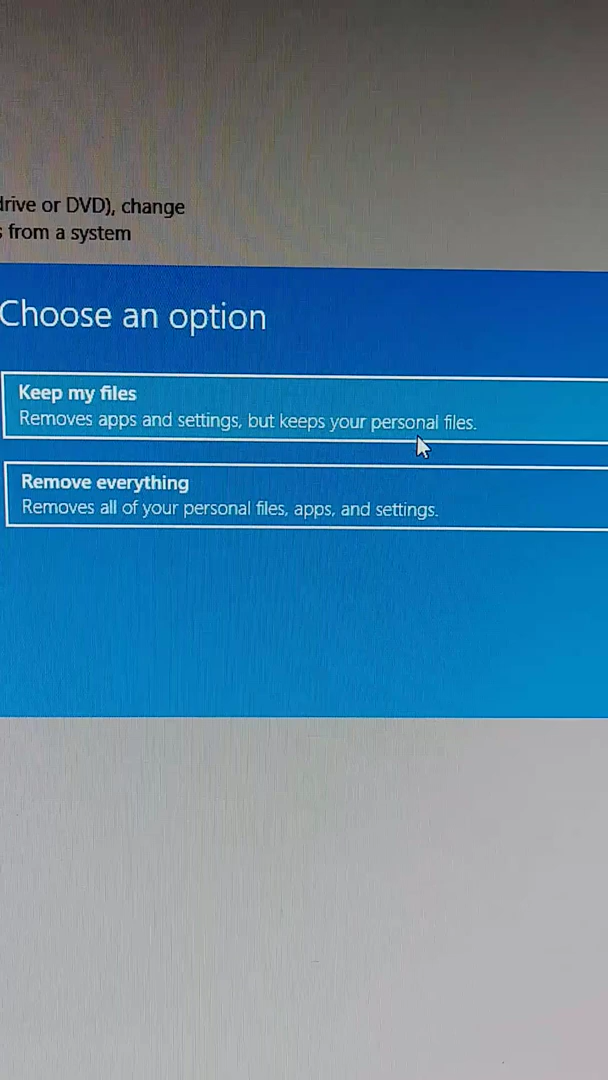 drive or DVD), change
s from a system
Choose an option
Keep my files
Removes apps and settings, but keeps your personal files.
Remove everything
Removes all of your personal files, apps, and settings.